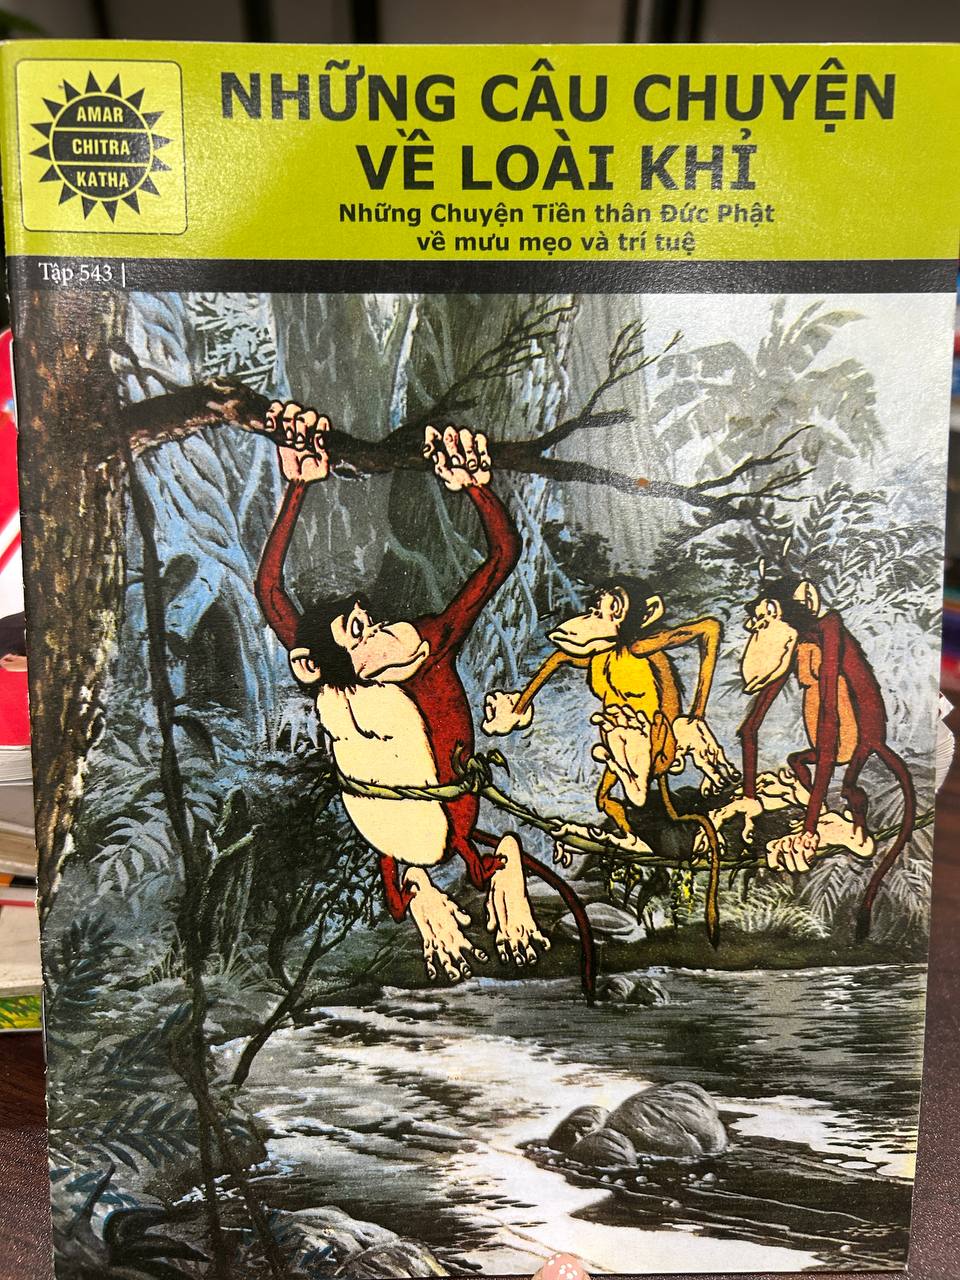 AMAR
CHITRA
KATHA
NHỮNG CÂU CHUYỆN
VỀ LOÀI KHỈ
Những Chuyện Tiền thân Đức Phật
về mưu mẹo và trí tuệ
Tập 543 |